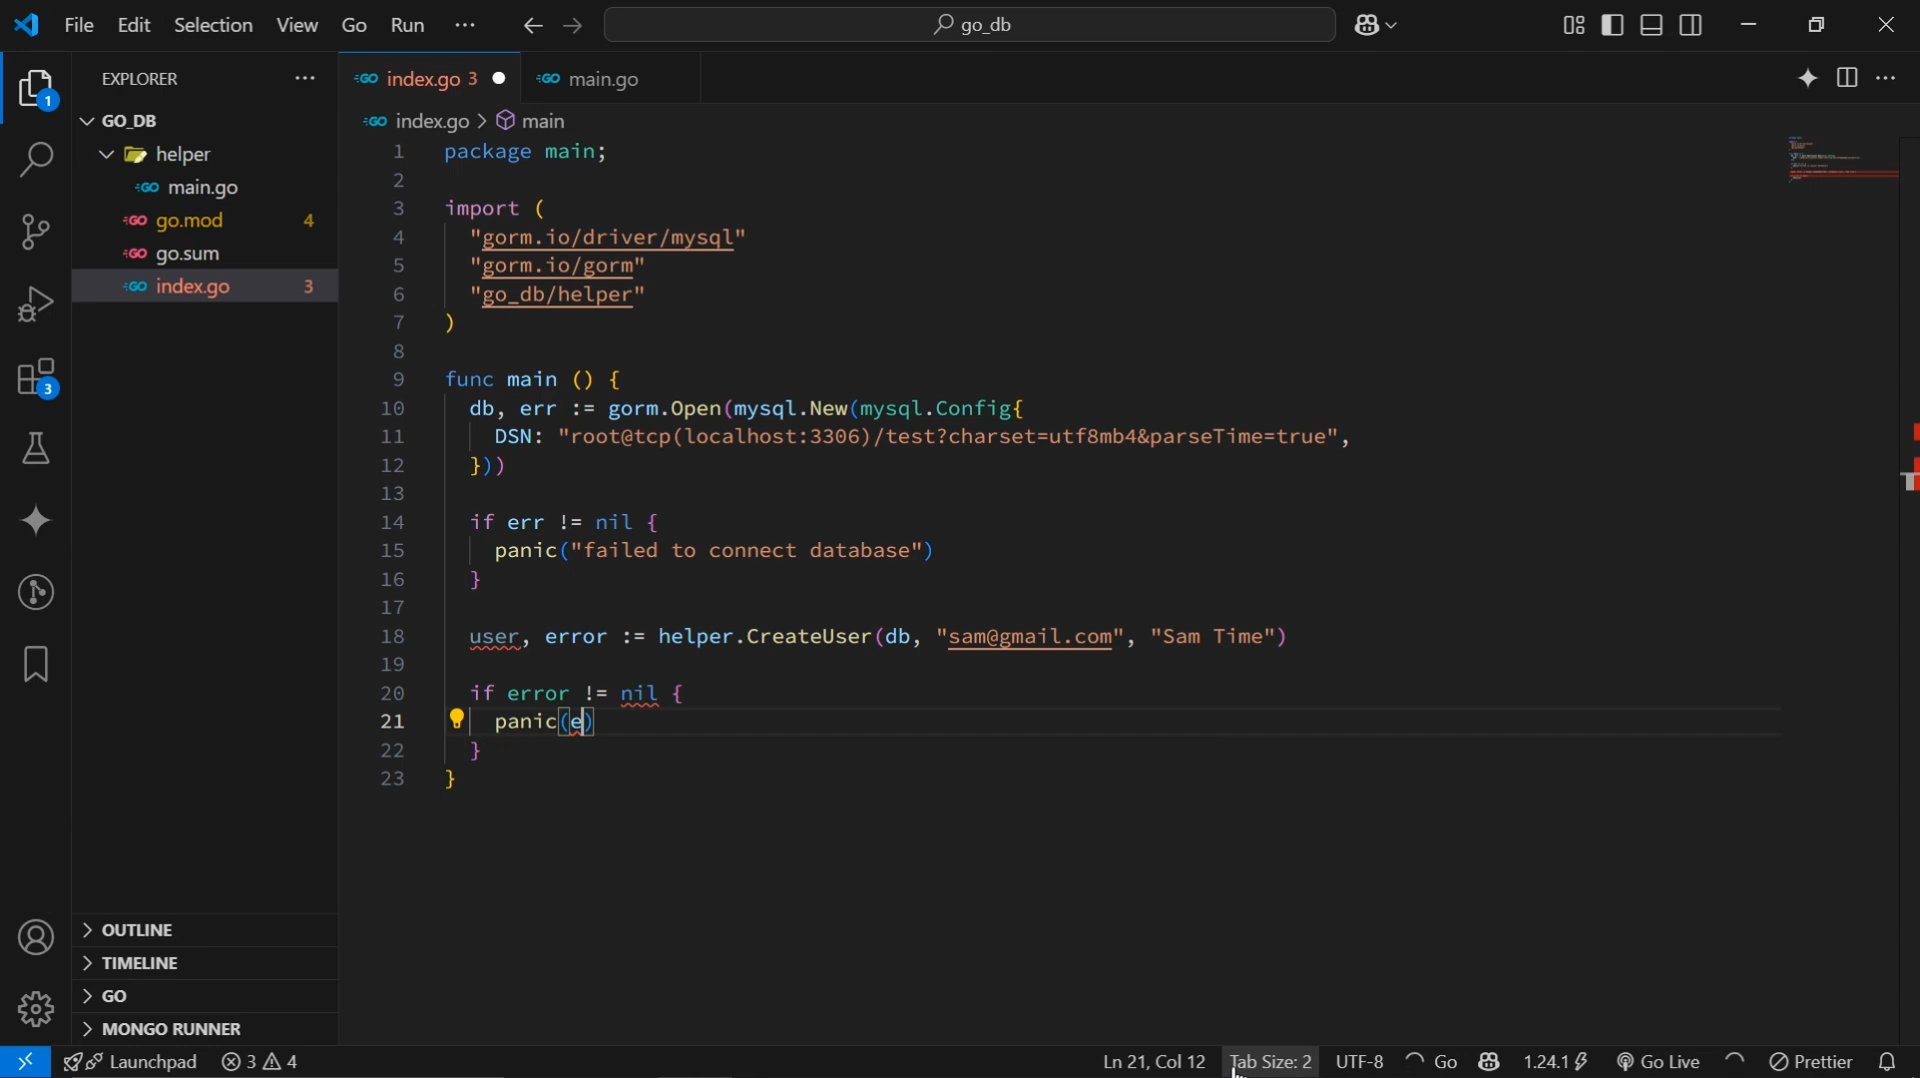 File Edit Selection View Go Run ··· go_db
EXPLORER ···
GO_DB
helper
main.go
go.mod 4
go.sum
index.go 3
1
3
OUTLINE
TIMELINE
GO
MONGO RUNNER
GO index.go 3 GO main.go
GO index.go > main
1 package main;
2
3 import (
4 "gorm.io/driver/mysql"
5 "gorm.io/gorm"
6 "go_db/helper"
7 )
8
9 func main () {
10 db, err := gorm.Open(mysql.New(mysql.Config{
11 DSN: "root@tcp(localhost:3306)/test?charset=utf8mb4&parseTime=true",
12 }))
13
14 if err != nil {
15 panic("failed to connect database")
16 }
17
18 user, error := helper.CreateUser(db, "sam@gmail.com", "Sam Time")
19
20 if error != nil {
21 panic(e)
22 }
23 }
Launchpad 3 4 Ln 21, Col 12 Tab Size: 2 UTF-8 Go 1.24.1 Go Live Prettier